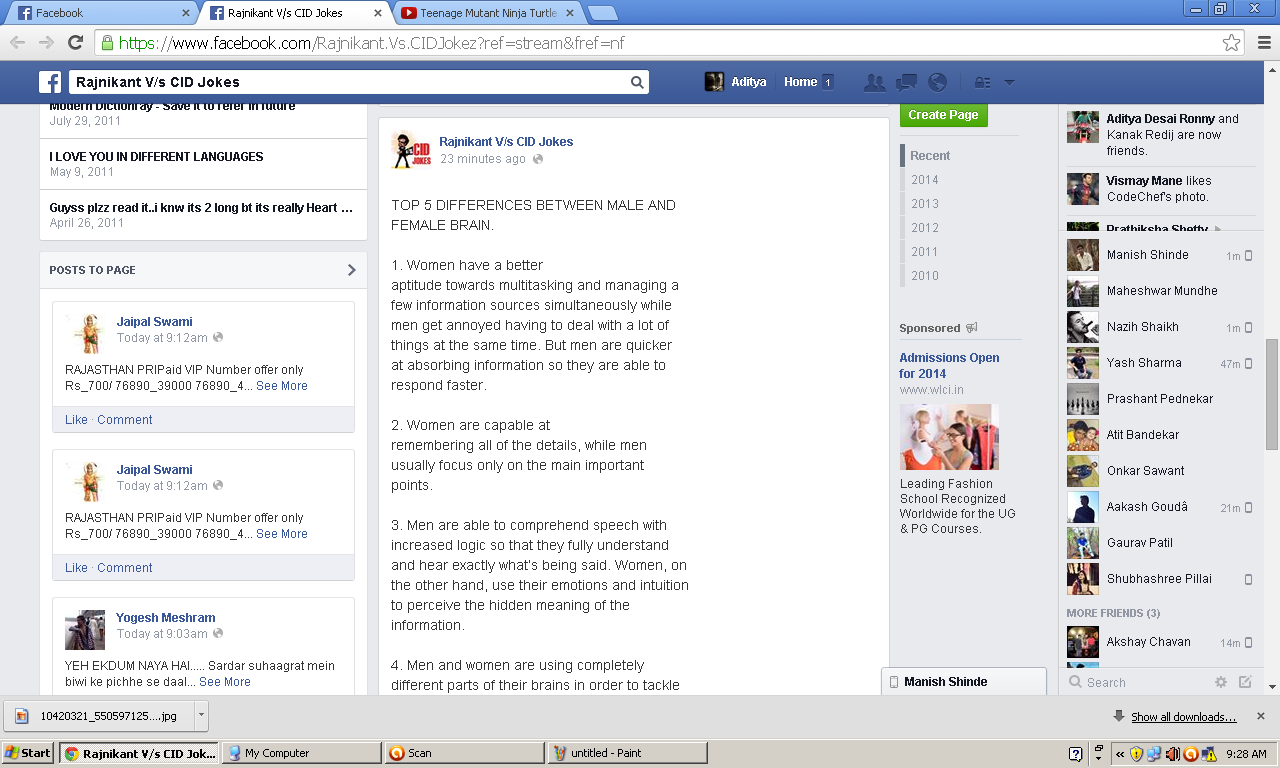 Facebook
Rajnikant V/s CID Jokes
Teenage Mutant Ninja Turtle
https://www.facebook.com/Rajnikant.Vs.CIDJokez?ref=stream&fref=nf
Rajnikant V/s CID Jokes
Aditya
Home 1
Modern Dictionray - Save it to refer in future
July 29, 2011
I LOVE YOU IN DIFFERENT LANGUAGES
May 9, 2011
Guyss plzz read it..i knw its 2 long bt its really Heart ...
April 26, 2011
POSTS TO PAGE
Jaipal Swami
Today at 9:12am
RAJASTHAN PRIPaid VIP Number offer only
Rs_700/ 76890_39000 76890_4... See More
Like · Comment
Jaipal Swami
Today at 9:12am
RAJASTHAN PRIPaid VIP Number offer only
Rs_700/ 76890_39000 76890_4... See More
Like · Comment
Yogesh Meshram
Today at 9:03am
YEH EKDUM NAYA HAI..... Sardar suhaagrat mein
biwi ke pichhe se daal... See More
CID
JOKES
Rajnikant V/s CID Jokes
23 minutes ago
TOP 5 DIFFERENCES BETWEEN MALE AND
FEMALE BRAIN.
1. Women have a better
aptitude towards multitasking and managing a
few information sources simultaneously while
men get annoyed having to deal with a lot of
things at the same time. But men are quicker
at absorbing information so they are able to
respond faster.
2. Women are capable at
remembering all of the details, while men
usually focus only on the main important
points.
3. Men are able to comprehend speech with
increased logic so that they fully understand
and hear exactly what's being said. Women, on
the other hand, use their emotions and intuition
to perceive the hidden meaning of the
information.
4. Men and women are using completely
different parts of their brains in order to tackle
Create Page
Recent
2014
2013
2012
2011
2010
Sponsored
Admissions Open
for 2014
www.wlci.in
Leading Fashion
School Recognized
Worldwide for the UG
& PG Courses.
Aditya Desai Ronny and
Kanak Redij are now
friends.
Vismay Mane likes
CodeChef's photo.
Prathiksha Shetty
Manish Shinde 1m
Maheshwar Mundhe
Nazih Shaikh 1m
Yash Sharma 47m
Prashant Pednekar
Atit Bandekar
Onkar Sawant
Aakash Goudâ 21m
Gaurav Patil
Shubhashree Pillai
MORE FRIENDS (3)
Akshay Chavan 14m
Search
Manish Shinde
10420321_550597125....jpg
Show all downloads...
Start
Rajnikant V/s CID Jok...
My Computer
Scan
untitled - Paint
9:28 AM